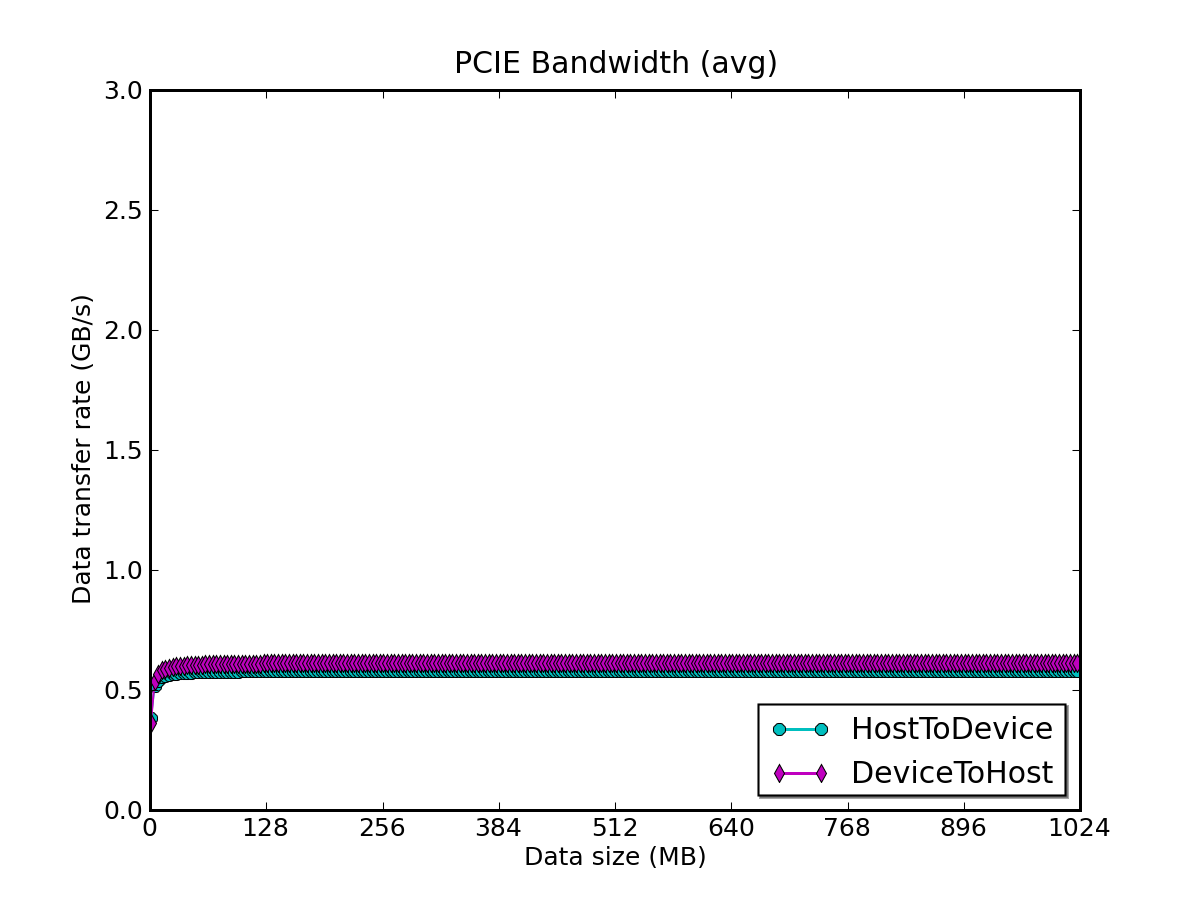 PCIE Bandwidth (avg)
3.0
2.5
2.0
1.5
1.0
0.5
0.0
Data transfer rate (GB/s)
HostToDevice
DeviceToHost
0 128 256 384 512 640 768 896 1024
Data size (MB)